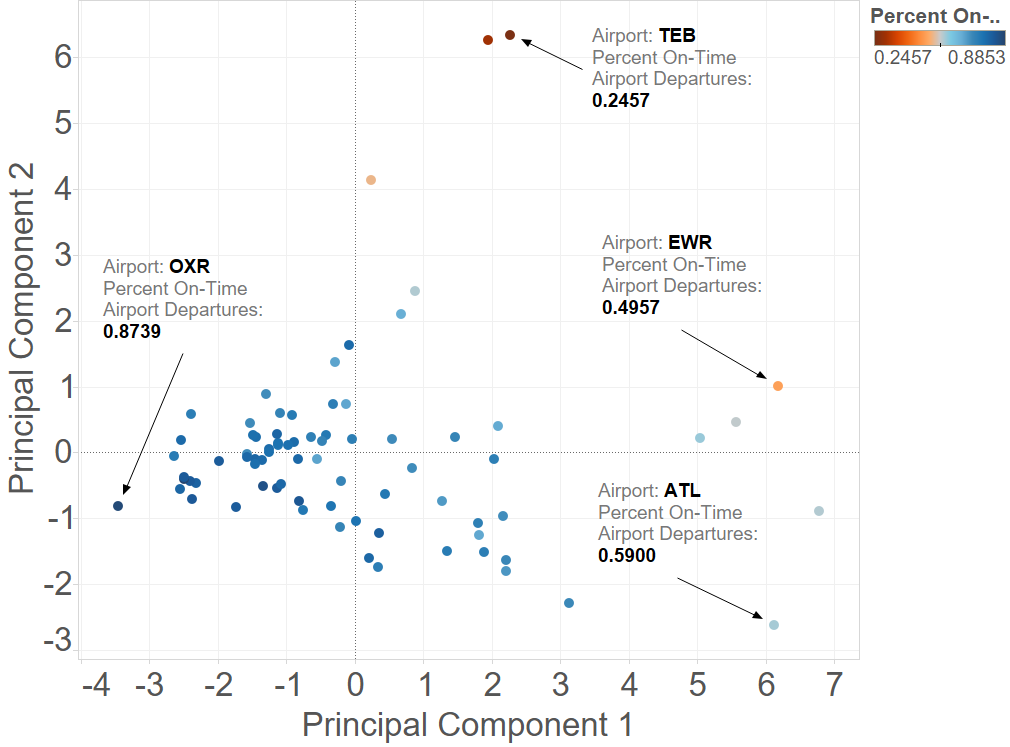 Percent On-..
0.2457 0.8853
Airport: TEB
Percent On-Time
Airport Departures:
0.2457
Airport: EWR
Percent On-Time
Airport Departures:
0.4957
Airport: OXR
Percent On-Time
Airport Departures:
0.8739
Airport: ATL
Percent On-Time
Airport Departures:
0.5900
Principal Component 2
6
5
4
3
2
1
0
-1
-2
-3
-4 -3 -2 -1 0 1 2 3 4 5 6 7
Principal Component 1